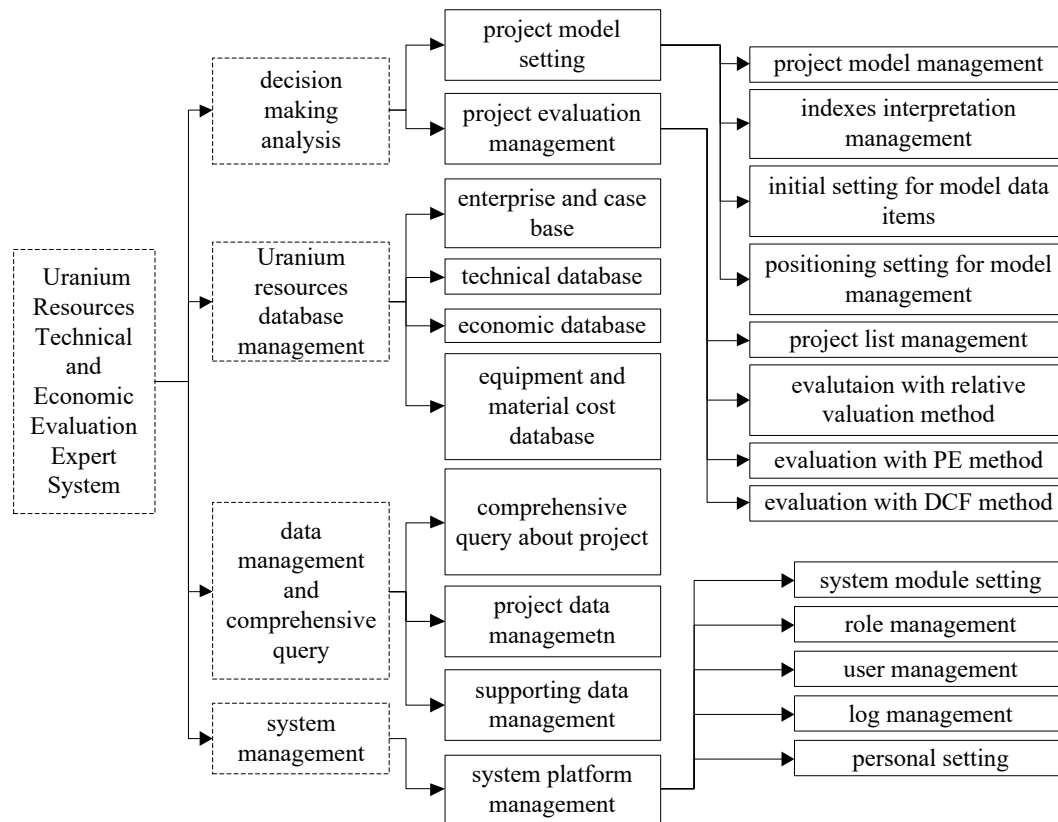 Uranium
Resources
Technical
and
Economic
Evaluation
Expert
System
decision
making
analysis
Uranium
resources
database
management
data
management
and
comprehensive
query
system
management
project model
setting
project evaluation
management
enterprise and case
base
technical database
economic database
equipment and
material cost
database
comprehensive
query about project
project data
managemetn
supporting data
management
system platform
management
project model management
indexes interpretation
management
initial setting for model data
items
positioning setting for model
management
project list management
evalutaion with relative
valuation method
evaluation with PE method
evaluation with DCF method
system module setting
role management
user management
log management
personal setting